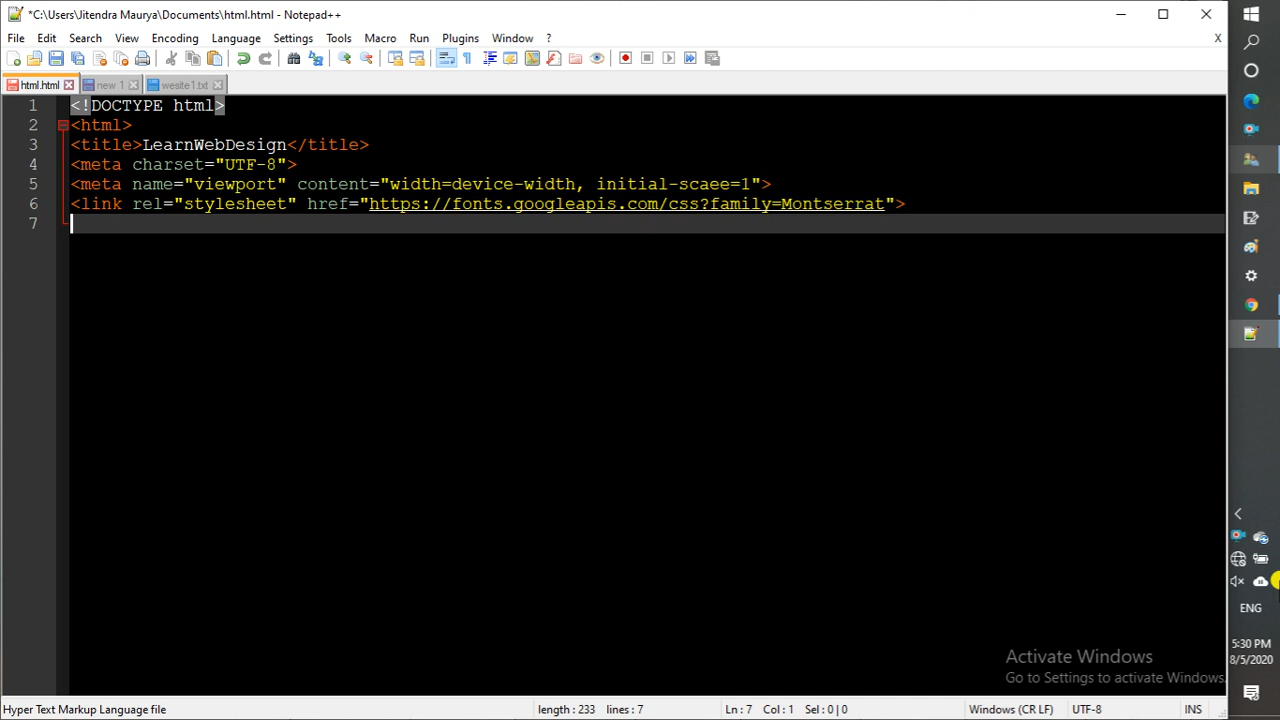 *C:\Users\Jitendra Maurya\Documents\html.html - Notepad++
File Edit Search View Encoding Language Settings Tools Macro Run Plugins Window ? X
html.html new 1 wesite1.txt
1 <!DOCTYPE html>
2 <html>
3 <title>LearnWebDesign</title>
4 <meta charset="UTF-8">
5 <meta name="viewport" content="width=device-width, initial-scaee=1">
6 <link rel="stylesheet" href="https://fonts.googleapis.com/css?family=Montserrat">
7
ENG
5:30 PM
8/5/2020
Activate Windows
Go to Settings to activate Windows.
Hyper Text Markup Language file length : 233 lines : 7 Ln : 7 Col : 1 Sel : 0 | 0 Windows (CR LF) UTF-8 INS